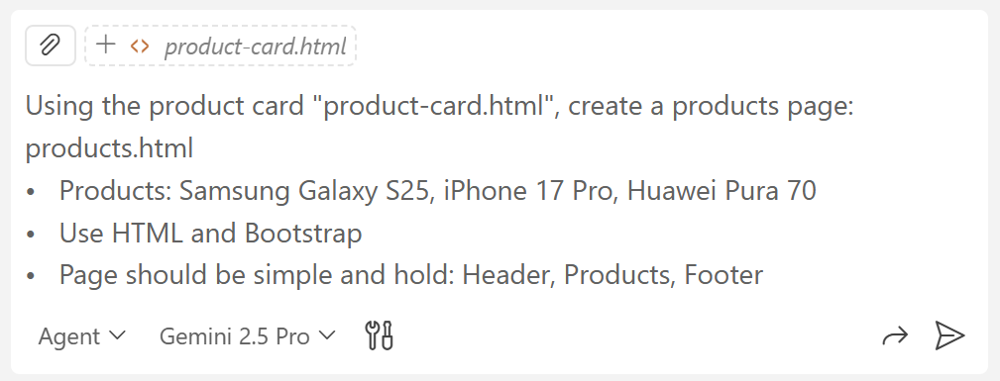 product-card.html
Using the product card "product-card.html", create a products page:
products.html
• Products: Samsung Galaxy S25, iPhone 17 Pro, Huawei Pura 70
• Use HTML and Bootstrap
• Page should be simple and hold: Header, Products, Footer
Agent Gemini 2.5 Pro